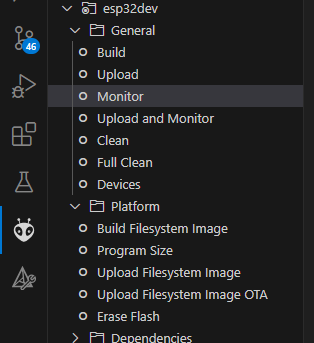 esp32dev
General
Build
46
Upload
Monitor
Upload and Monitor
Clean
Full Clean
Devices
Platform
Build Filesystem Image
Program Size
Upload Filesystem Image
Upload Filesystem Image OTA
Erase Flash
Dependencies